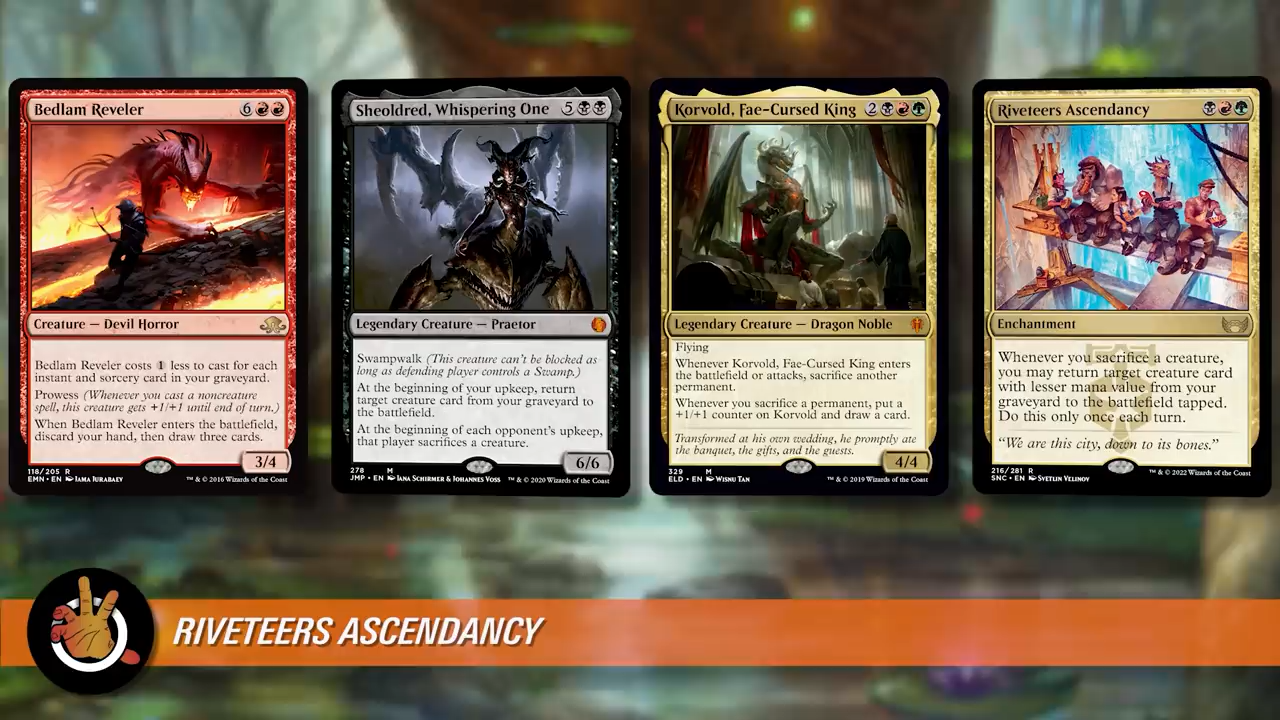 Bedlam Reveler 6
Creature — Devil Horror
Bedlam Reveler costs 1 less to cast for each
instant and sorcery card in your graveyard.
Prowess (Whenever you cast a noncreature
spell, this creature gets +1/+1 until end of turn.)
When Bedlam Reveler enters the battlefield,
discard your hand, then draw three cards.
3/4
118/205 R
EMN • EN Iama Iurabaev
™ & © 2016 Wizards of the Coast
Sheoldred, Whispering One 5
Legendary Creature — Praetor
Swampwalk (This creature can't be blocked as
long as defending player controls a Swamp.)
At the beginning of your upkeep, return
target creature card from your graveyard to
the battlefield.
At the beginning of each opponent's upkeep,
that player sacrifices a creature.
6/6
278 M
JMP • EN Iana Schirmer & Iohannes Voss
™ & © 2020 Wizards of the Coast
Korvold, Fae-Cursed King 2
Legendary Creature — Dragon Noble
Flying
Whenever Korvold, Fae-Cursed King enters
the battlefield or attacks, sacrifice another
permanent.
Whenever you sacrifice a permanent, put a
+1/+1 counter on Korvold and draw a card.
Transformed at his own wedding, he promptly ate
the banquet, the gifts, and the guests.
4/4
329 M
ELD • EN Wisnu Tan
™ & © 2019 Wizards of the Coast
Riveteers Ascendancy
Enchantment
Whenever you sacrifice a creature,
you may return target creature card
with lesser mana value from your
graveyard to the battlefield tapped.
Do this only once each turn.
“We are this city, down to its bones.”
216/281 R
SNC • EN Svetlin Velinov
™ & © 2022 Wizards of the Coast
RIVETEERS ASCENDANCY